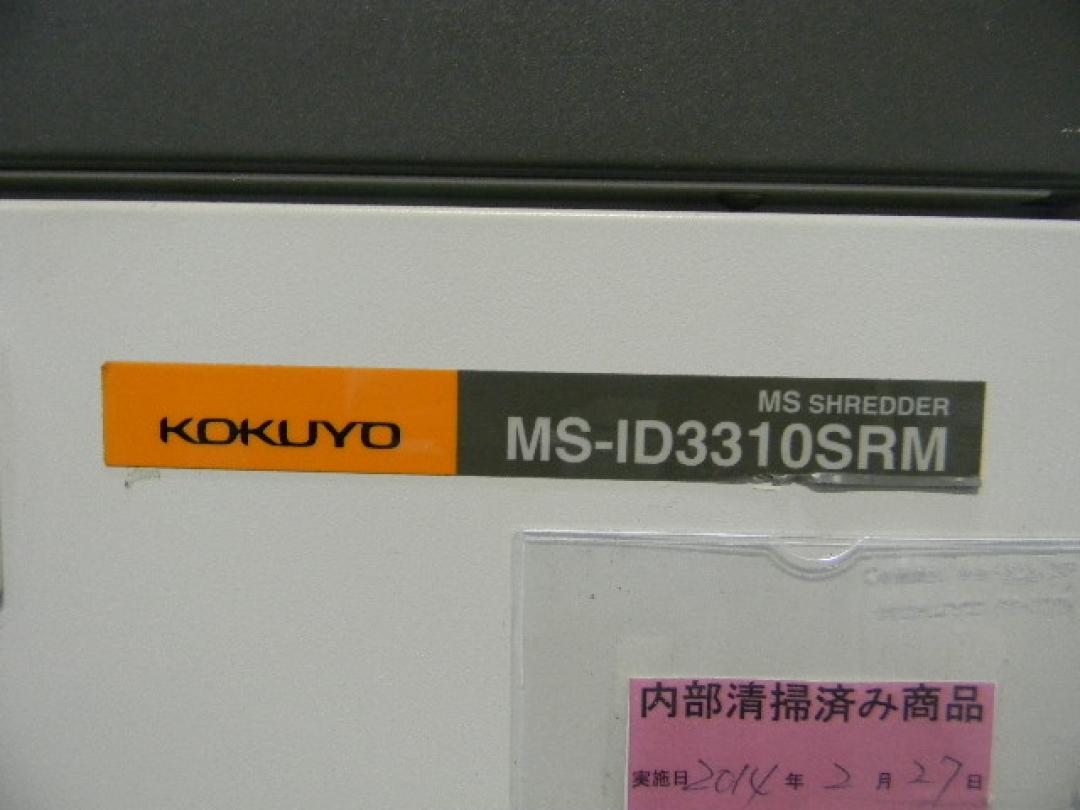 KOKUYO
MS SHREDDER
MS-ID3310SRM
内部清掃済み商品
実施日2014年2月27日